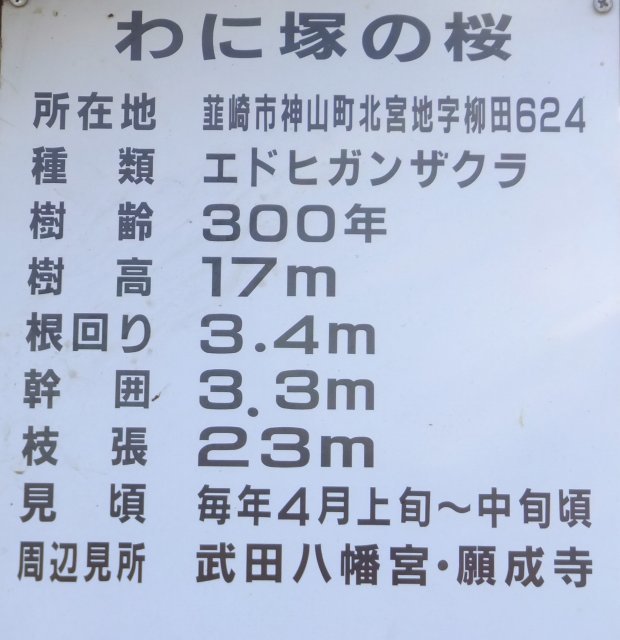 わに塚の桜
所在地 韮崎市神山町北宮地字柳田624
種類 エドヒガンザクラ
樹齢 300年
樹高 17m
根回り 3.4m
幹囲 3.3m
枝張 23m
見頃 毎年4月上旬～中旬頃
周辺見所 武田八幡宮・願成寺